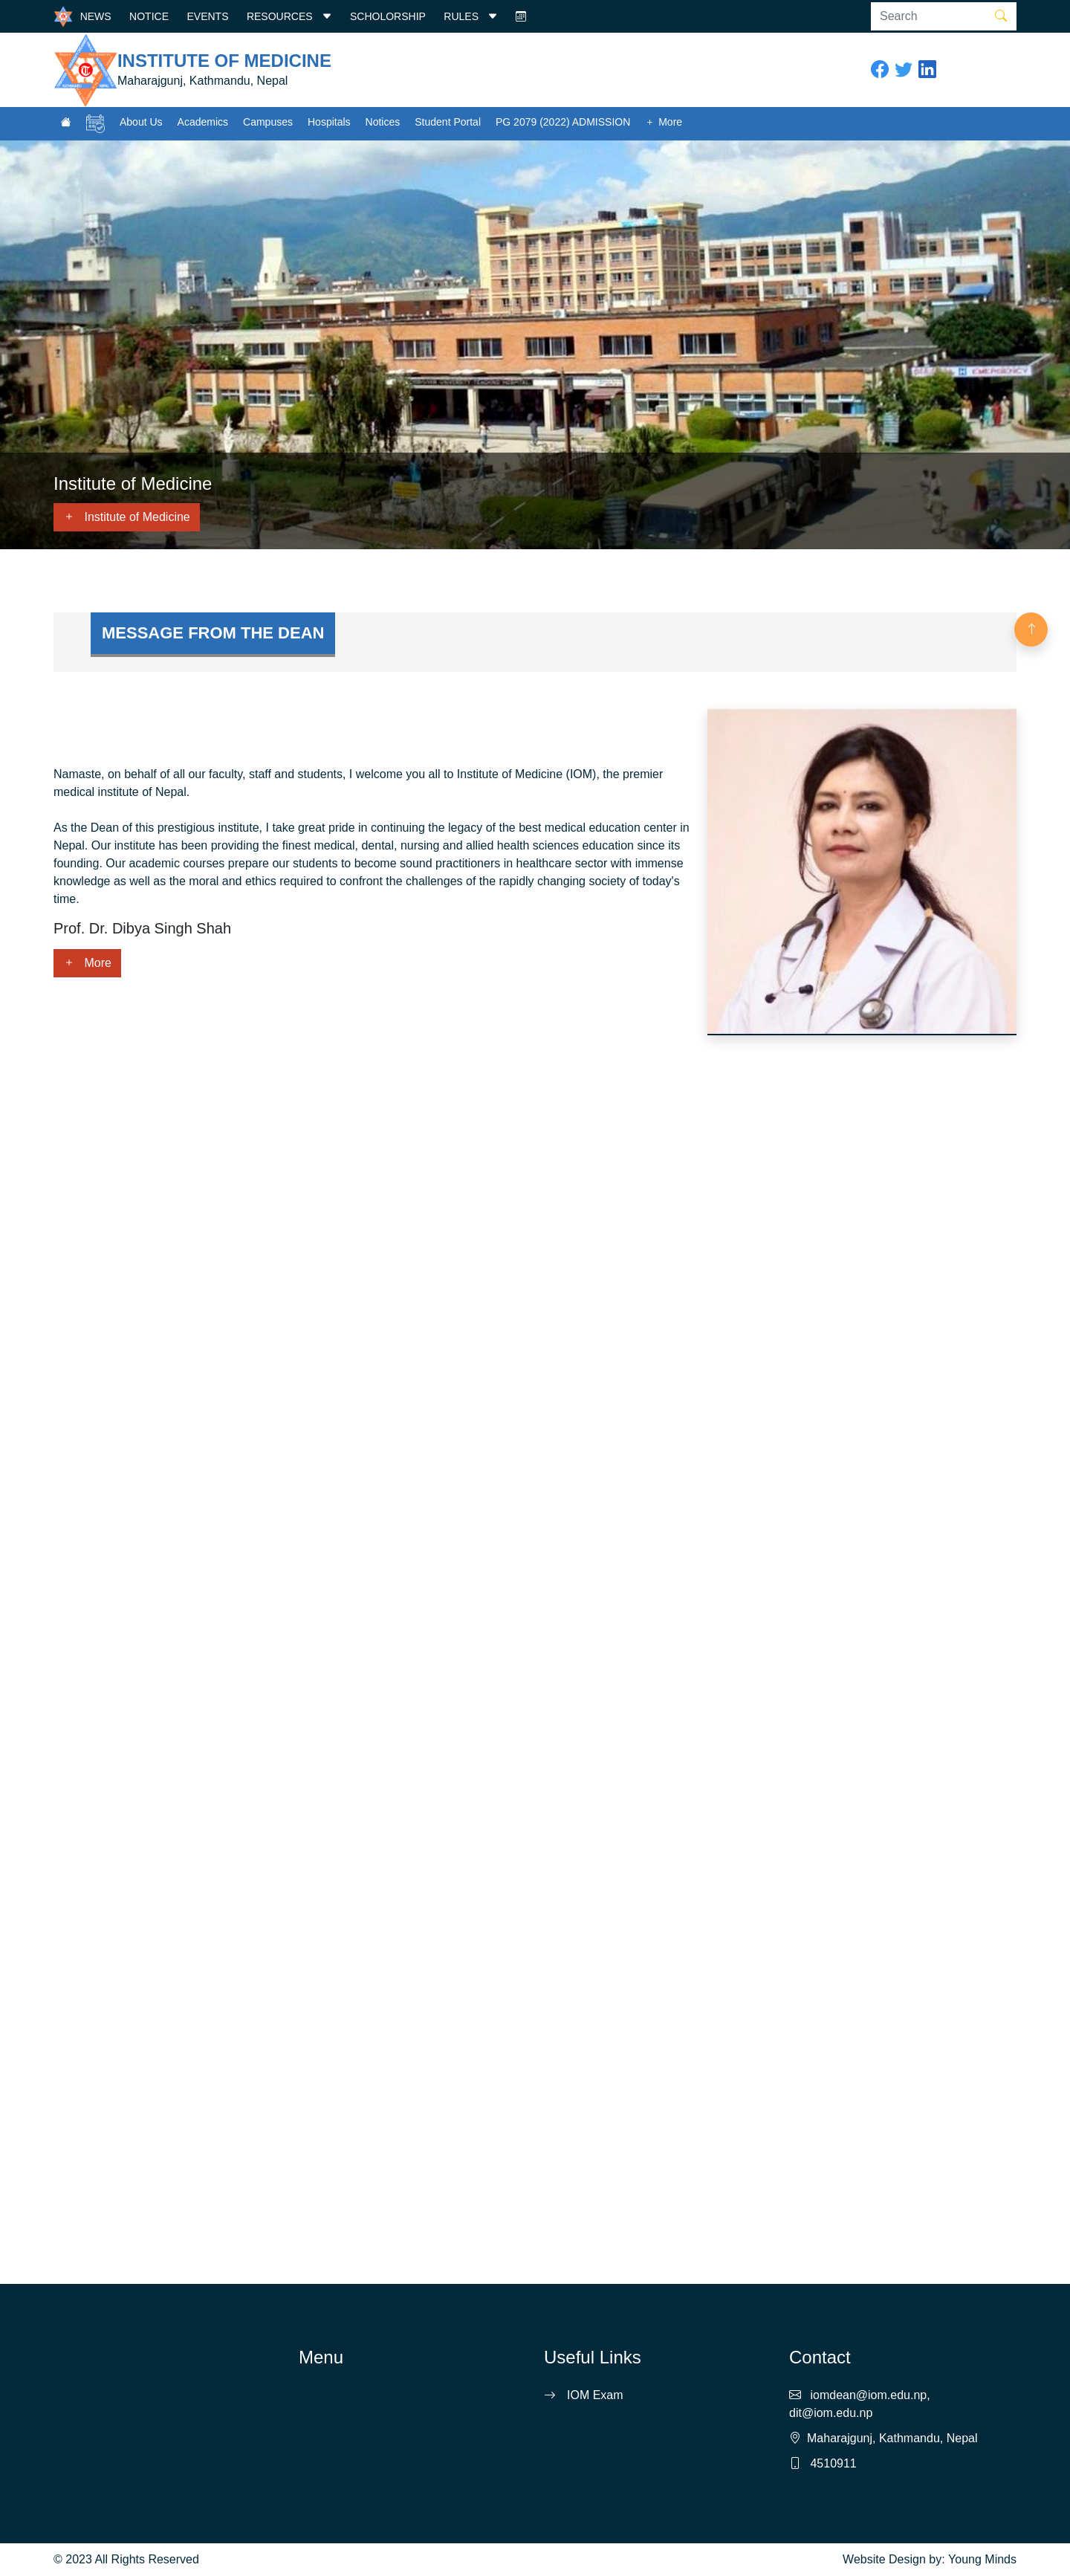 NEWS NOTICE EVENTS RESOURCES SCHOLORSHIP RULES Search
INSTITUTE OF MEDICINE
Maharajgunj, Kathmandu, Nepal
About Us Academics Campuses Hospitals Notices Student Portal PG 2079 (2022) ADMISSION + More
EMERGENCY
Institute of Medicine
+ Institute of Medicine
MESSAGE FROM THE DEAN
Namaste, on behalf of all our faculty, staff and students, I welcome you all to Institute of Medicine (IOM), the premier
medical institute of Nepal.
As the Dean of this prestigious institute, I take great pride in continuing the legacy of the best medical education center in
Nepal. Our institute has been providing the finest medical, dental, nursing and allied health sciences education since its
founding. Our academic courses prepare our students to become sound practitioners in healthcare sector with immense
knowledge as well as the moral and ethics required to confront the challenges of the rapidly changing society of today's
time.
Prof. Dr. Dibya Singh Shah
+ More
Menu
Useful Links
IOM Exam
Contact
iomdean@iom.edu.np,
dit@iom.edu.np
Maharajgunj, Kathmandu, Nepal
4510911
© 2023 All Rights Reserved
Website Design by: Young Minds